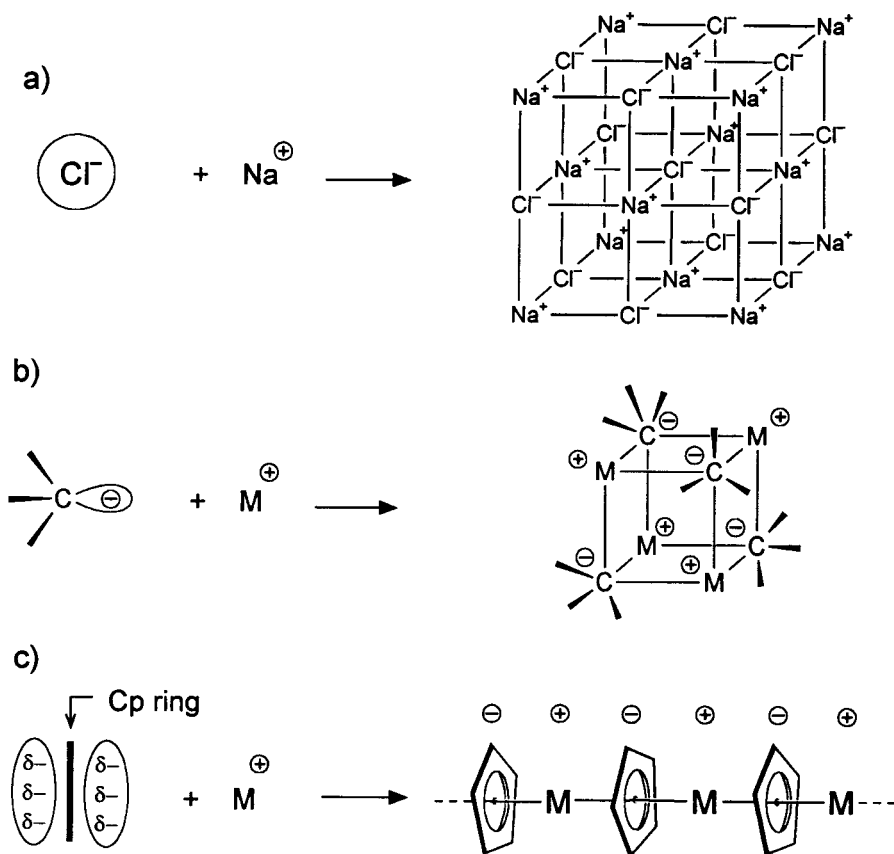 a)
Cl⁻ + Na⊕
Na⁺ Cl⁻ Na⁺
Cl⁻ Na⁺ Cl⁻
Na⁺ Cl⁻ Na⁺
Cl⁻ Na⁺ Cl⁻
Na⁺ Cl⁻ Na⁺
Cl⁻ Na⁺ Cl⁻
Na⁺ Cl⁻ Na⁺
Cl⁻ Na⁺ Cl⁻
Na⁺ Cl⁻ Na⁺
b)
C ⊖ + M⊕
C ⊖ M ⊕
⊕ M ⊖ C
M ⊕ ⊖ C
⊖ C ⊕ M
c)
Cp ring
δ– δ–
δ– δ– + M⊕
δ– δ–
⊖ ⊕ ⊖ ⊕ ⊖ ⊕
M M M